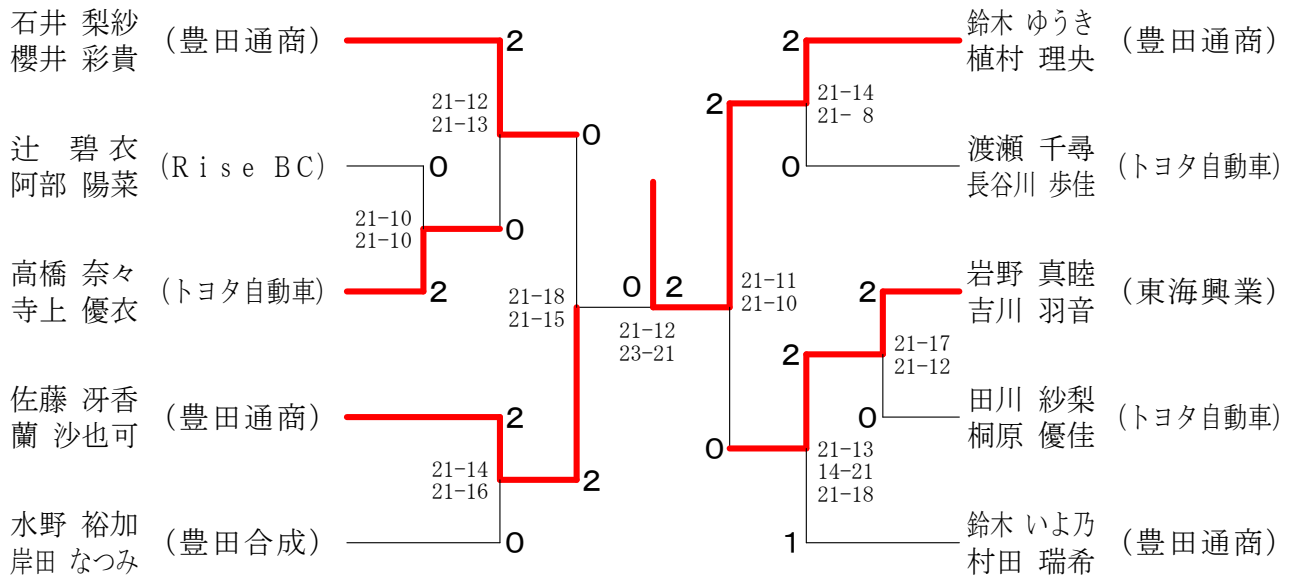 石井 梨紗
櫻井 彩貴
(豊田通商)
2
21-12
21-13
0
辻 碧衣
阿部 陽菜
(Rise BC)
0
21-10
21-10
0
高橋 奈々
寺上 優衣
(トヨタ自動車)
2
21-18
21-15
佐藤 冴香
蘭 沙也可
(豊田通商)
2
21-14
21-16
2
水野 裕加
岸田 なつみ
(豊田合成)
0
0 2
21-12
23-21
2
鈴木 ゆうき
植村 理央
(豊田通商)
2
21-14
21- 8
0
渡瀬 千尋
長谷川 歩佳
(トヨタ自動車)
21-11
21-10
2
岩野 真睦
吉川 羽音
(東海興業)
2
21-17
21-12
0
田川 紗梨
桐原 優佳
(トヨタ自動車)
0
21-13
14-21
21-18
1
鈴木 いよ乃
村田 瑞希
(豊田通商)